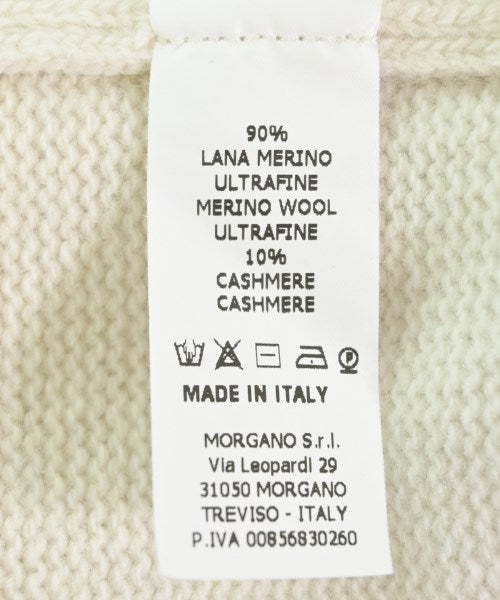 90%
LANA MERINO
ULTRAFINE
MERINO WOOL
ULTRAFINE
10%
CASHMERE
CASHMERE
P
MADE IN ITALY
MORGANO S.r.l.
Via Leopardi 29
31050 MORGANO
TREVISO - ITALY
P.IVA 00856830260